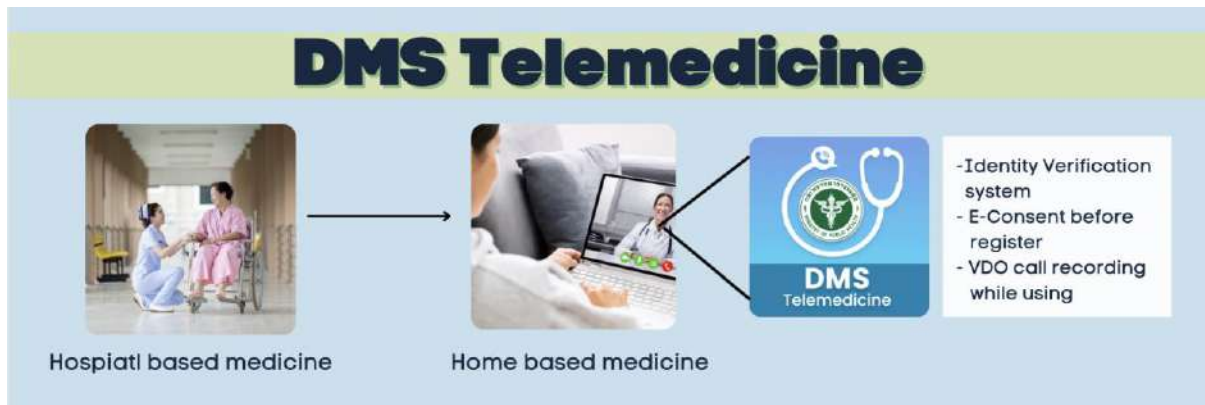 DMS Telemedicine
-Identity Verification
system
- E-Consent before
register
- VDO call recording
while using
DMS
Telemedicine
Hospiatl based medicine
Home based medicine